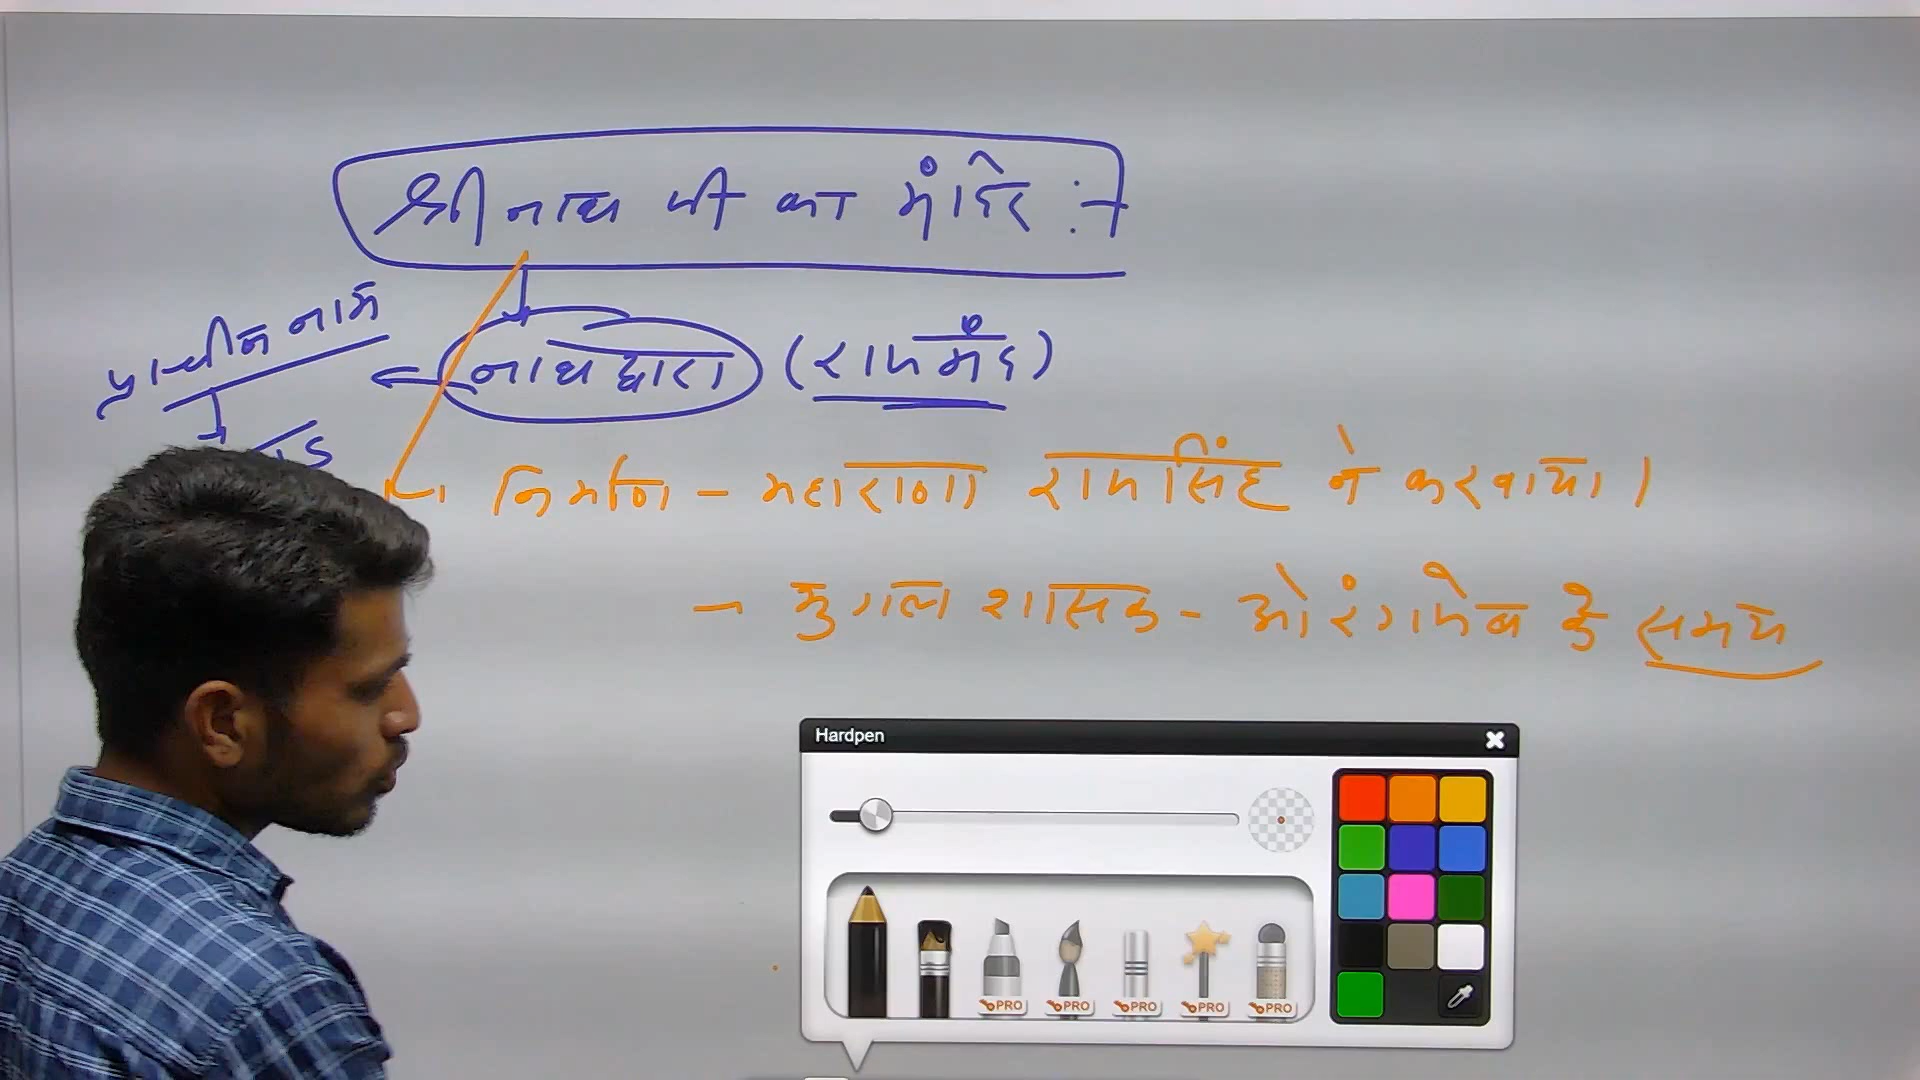 श्रीनाथ जी का मंदिर :-
प्राचीन नाम
नाथद्वारा (राजसमंद)
निर्माण - महाराणा राजसिंह ने करवाया।
- मुगल शासक - औरंगजेब के समय
Hardpen
PRO PRO PRO PRO PRO